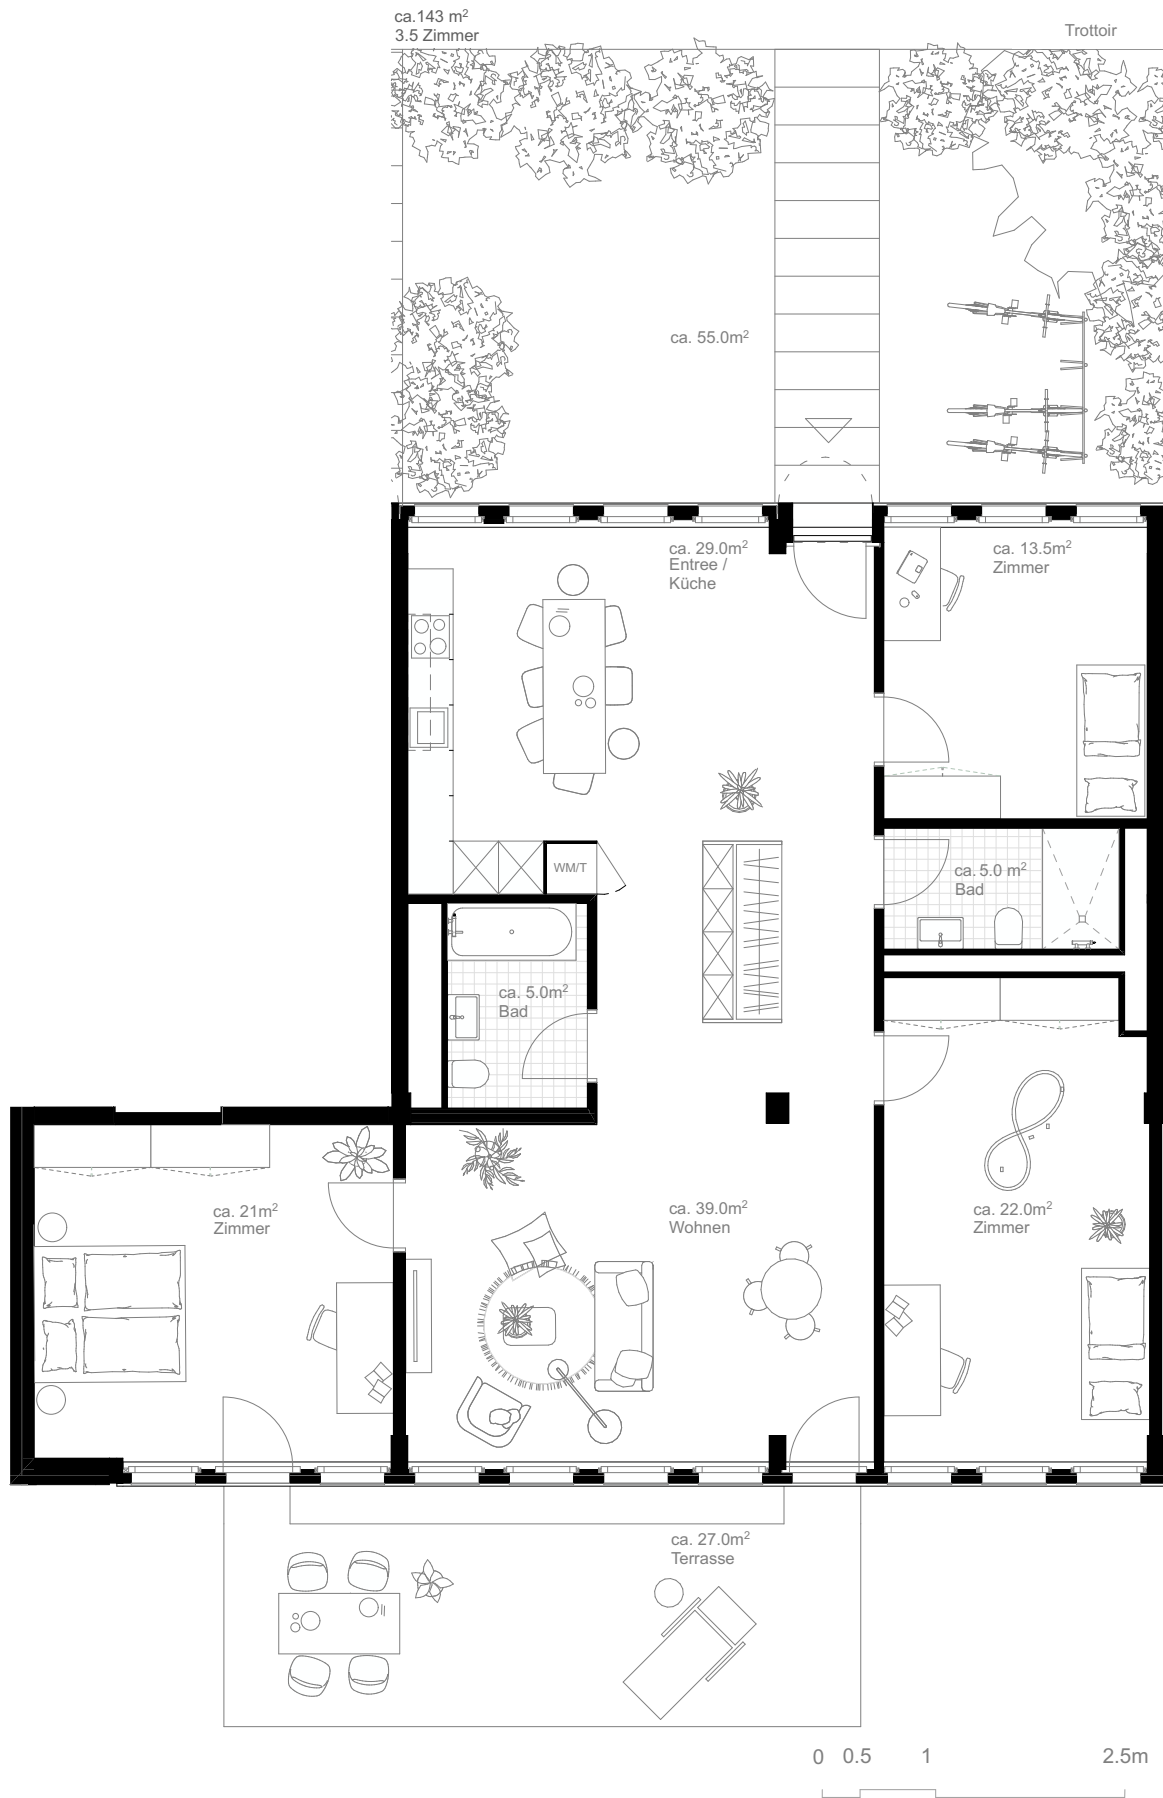 ca.143 m²
3.5 Zimmer
Trottoir
ca. 55.0m²
ca. 29.0m²
Entree /
Küche
ca. 13.5m²
Zimmer
WM/T
ca. 5.0 m²
Bad
ca. 5.0m²
Bad
ca. 21m²
Zimmer
ca. 39.0m²
Wohnen
ca. 22.0m²
Zimmer
ca. 27.0m²
Terrasse
0 0.5 1 2.5m